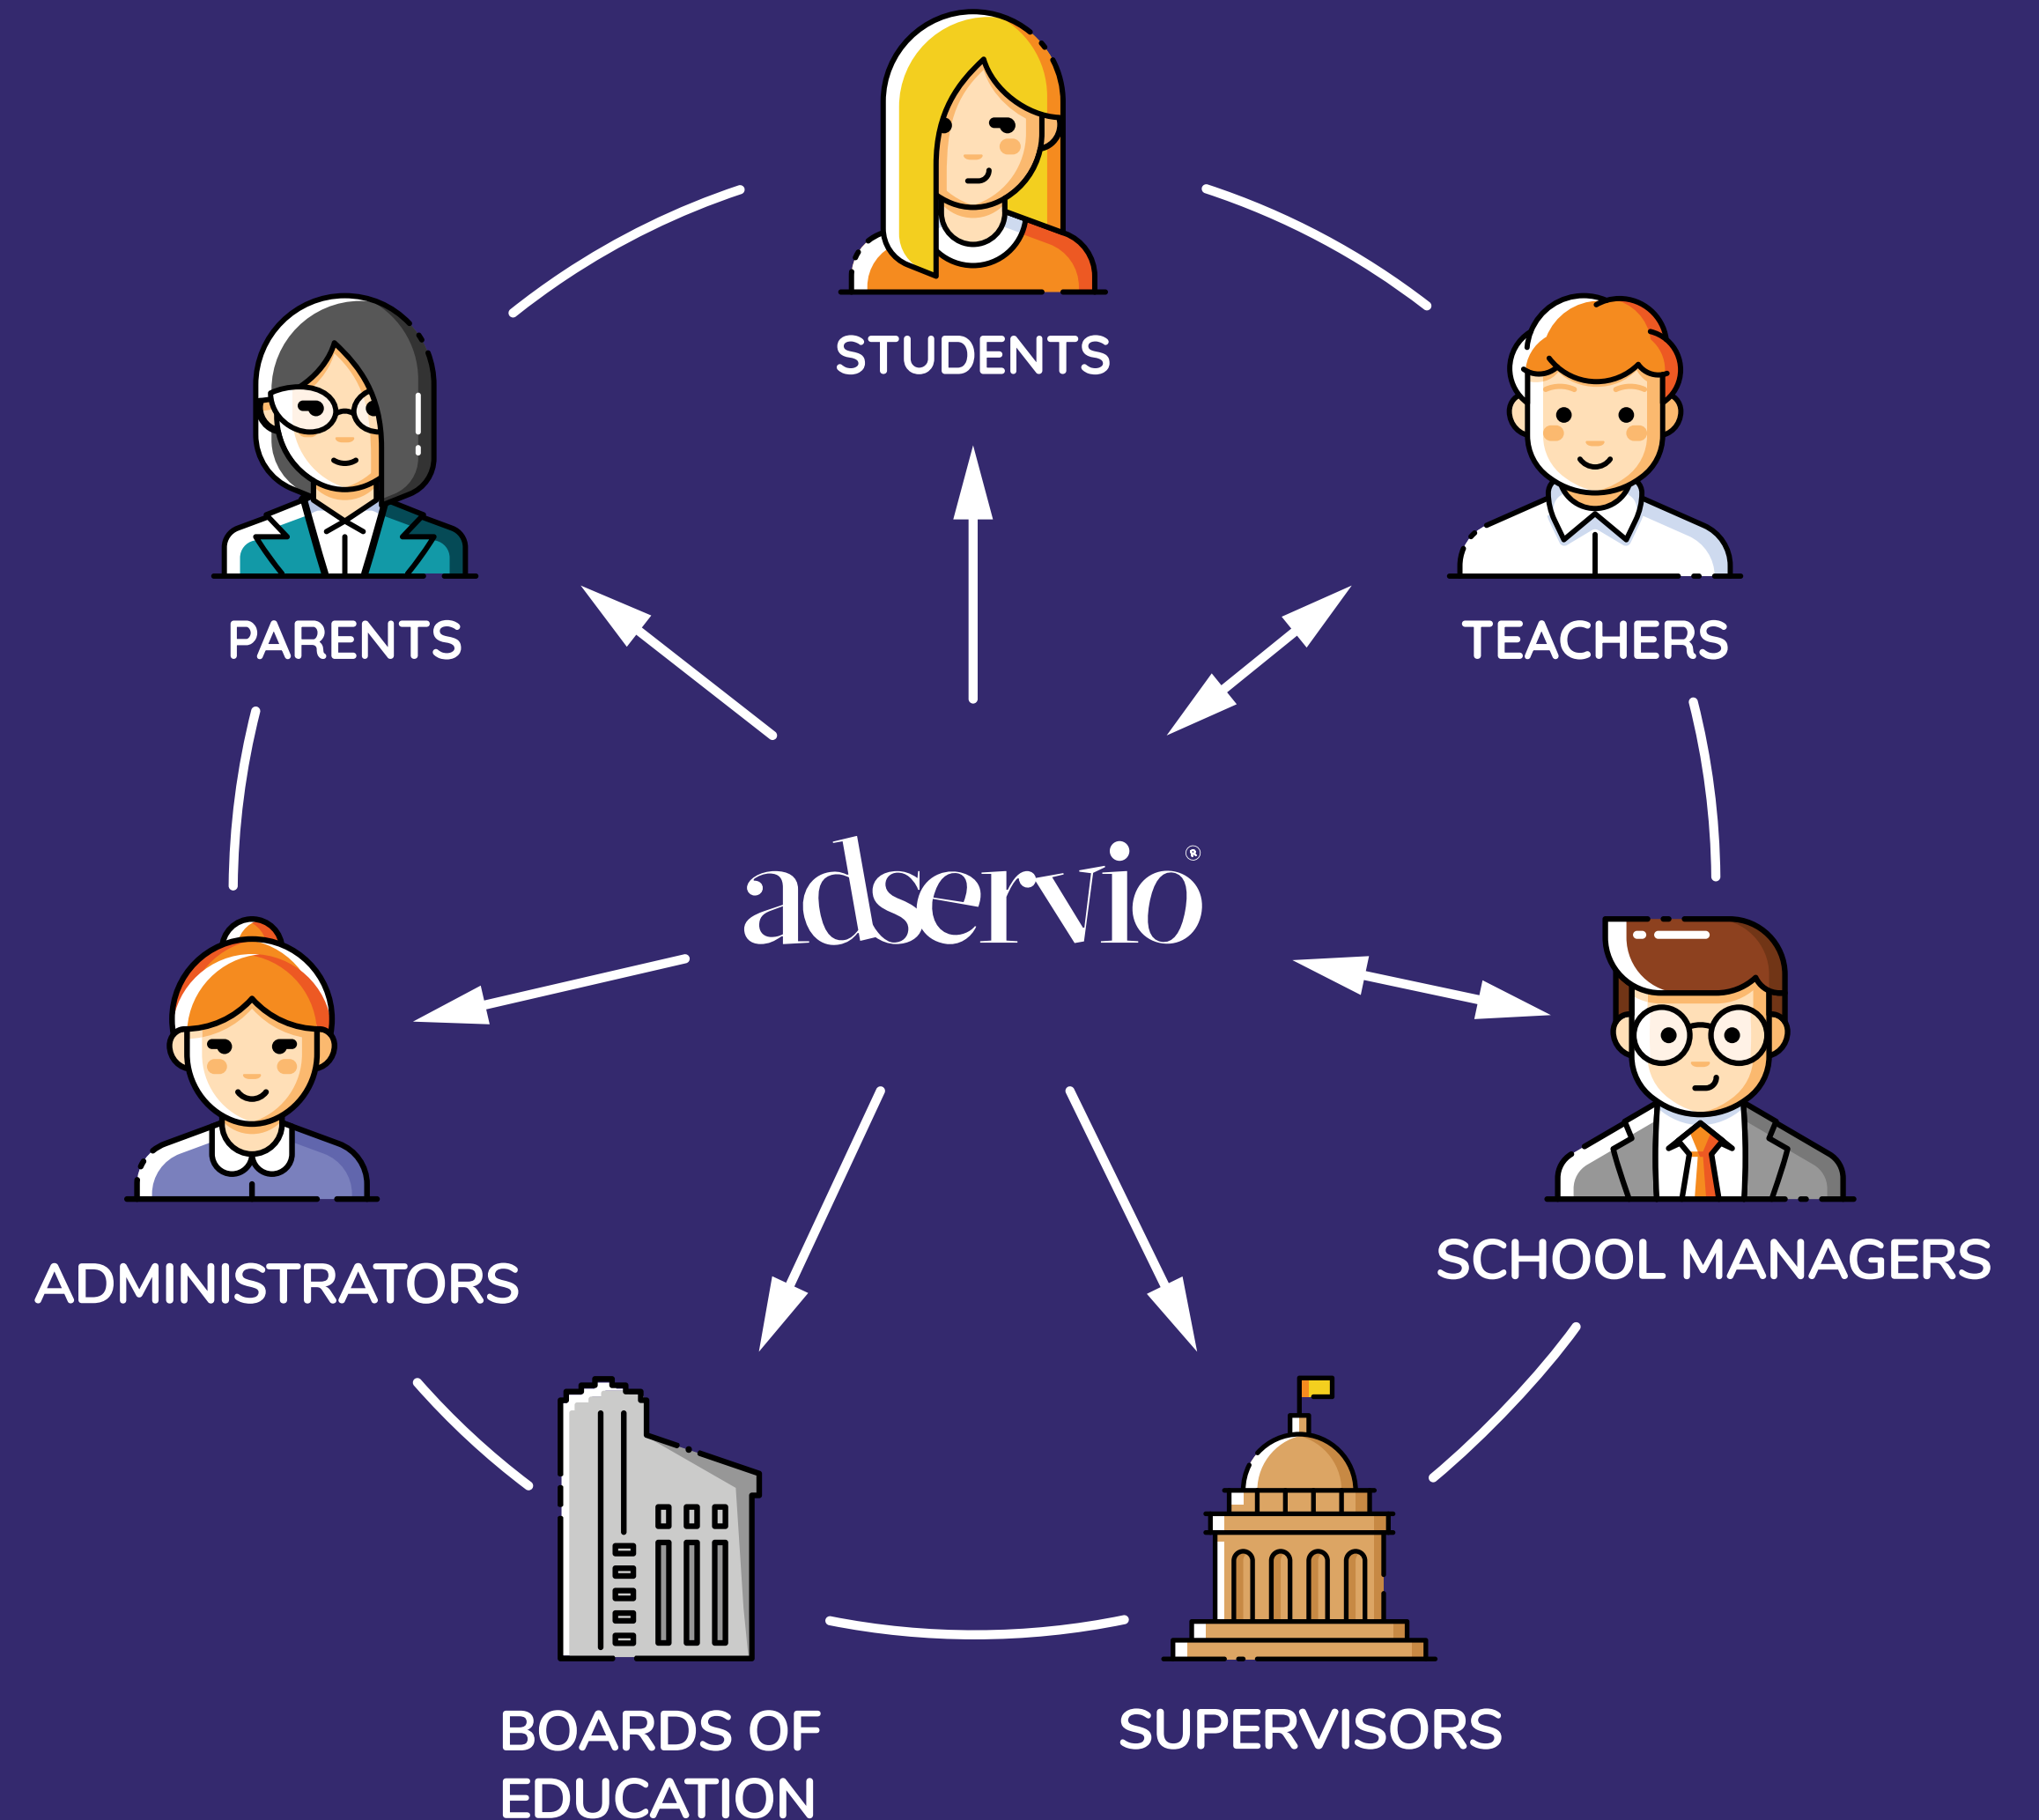 STUDENTS
PARENTS
TEACHERS
adservio®
ADMINISTRATORS
SCHOOL MANAGERS
BOARDS OF
EDUCATION
SUPERVISORS